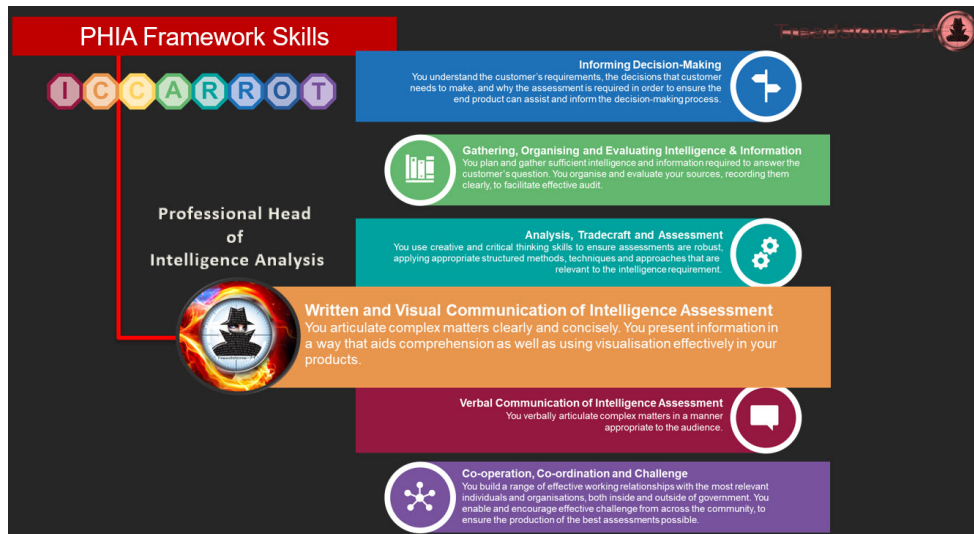 PHIA Framework Skills
Treadstone 71
I C C A R R O T
Informing Decision-Making
You understand the customer's requirements, the decisions that customer
needs to make, and why the assessment is required in order to ensure the
end product can assist and inform the decision-making process.
Gathering, Organising and Evaluating Intelligence & Information
You plan and gather sufficient intelligence and information required to answer the
customer's question. You organise and evaluate your sources, recording them
clearly, to facilitate effective audit.
Professional Head
of
Intelligence Analysis
Analysis, Tradecraft and Assessment
You use creative and critical thinking skills to ensure assessments are robust,
applying appropriate structured methods, techniques and approaches that are
relevant to the intelligence requirement.
Written and Visual Communication of Intelligence Assessment
You articulate complex matters clearly and concisely. You present information in
a way that aids comprehension as well as using visualisation effectively in your
products.
Treadstone 71
Verbal Communication of Intelligence Assessment
You verbally articulate complex matters in a manner
appropriate to the audience.
Co-operation, Co-ordination and Challenge
You build a range of effective working relationships with the most relevant
individuals and organisations, both inside and outside of government. You
enable and encourage effective challenge from across the community, to
ensure the production of the best assessments possible.